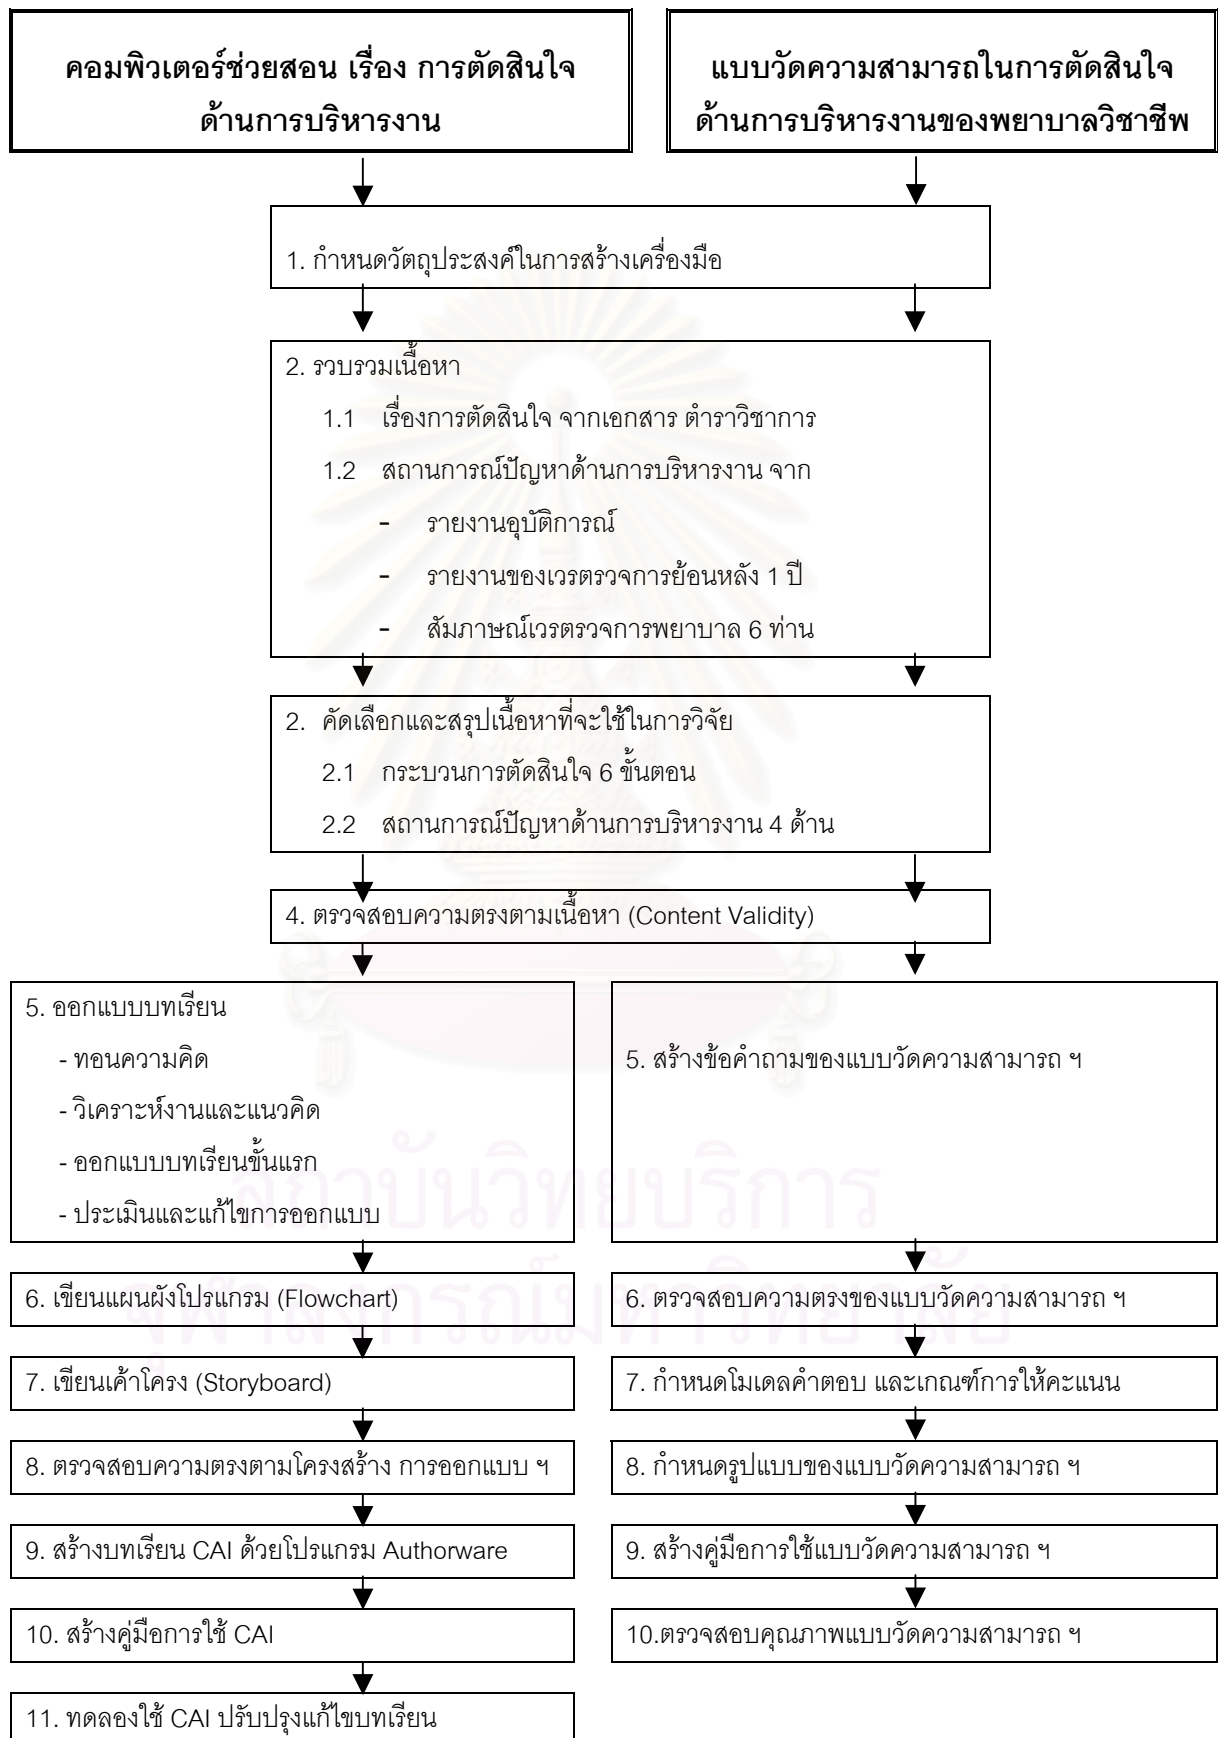 คอมพิวเตอร์ช่วยสอน เรื่อง การตัดสินใจ
ด้านการบริหารงาน
แบบวัดความสามารถในการตัดสินใจ
ด้านการบริหารงานของพยาบาลวิชาชีพ
1. กำหนดวัตถุประสงค์ในการสร้างเครื่องมือ
2. รวบรวมเนื้อหา
1.1 เรื่องการตัดสินใจ จากเอกสาร ตำราวิชาการ
1.2 สถานการณ์ปัญหาด้านการบริหารงาน จาก
- รายงานอุบัติการณ์
- รายงานของเวรตรวจการย้อนหลัง 1 ปี
- สัมภาษณ์เวรตรวจการพยาบาล 6 ท่าน
2. คัดเลือกและสรุปเนื้อหาที่จะใช้ในการวิจัย
2.1 กระบวนการตัดสินใจ 6 ขั้นตอน
2.2 สถานการณ์ปัญหาด้านการบริหารงาน 4 ด้าน
4. ตรวจสอบความตรงตามเนื้อหา (Content Validity)
5. ออกแบบบทเรียน
- ทอนความคิด
- วิเคราะห์งานและแนวคิด
- ออกแบบบทเรียนขั้นแรก
- ประเมินและแก้ไขการออกแบบ
5. สร้างข้อคำถามของแบบวัดความสามารถ ฯ
6. เขียนแผนผังโปรแกรม (Flowchart)
6. ตรวจสอบความตรงของแบบวัดความสามารถ ฯ
7. เขียนเค้าโครง (Storyboard)
7. กำหนดโมเดลคำตอบ และเกณฑ์การให้คะแนน
8. ตรวจสอบความตรงตามโครงสร้าง การออกแบบ ฯ
8. กำหนดรูปแบบของแบบวัดความสามารถ ฯ
9. สร้างบทเรียน CAI ด้วยโปรแกรม Authorware
9. สร้างคู่มือการใช้แบบวัดความสามารถ ฯ
10. สร้างคู่มือการใช้ CAI
10.ตรวจสอบคุณภาพแบบวัดความสามารถ ฯ
11. ทดลองใช้ CAI ปรับปรุงแก้ไขบทเรียน
สถาบันวิทยบริการ
จุฬาลงกรณ์มหาวิทยาลัย